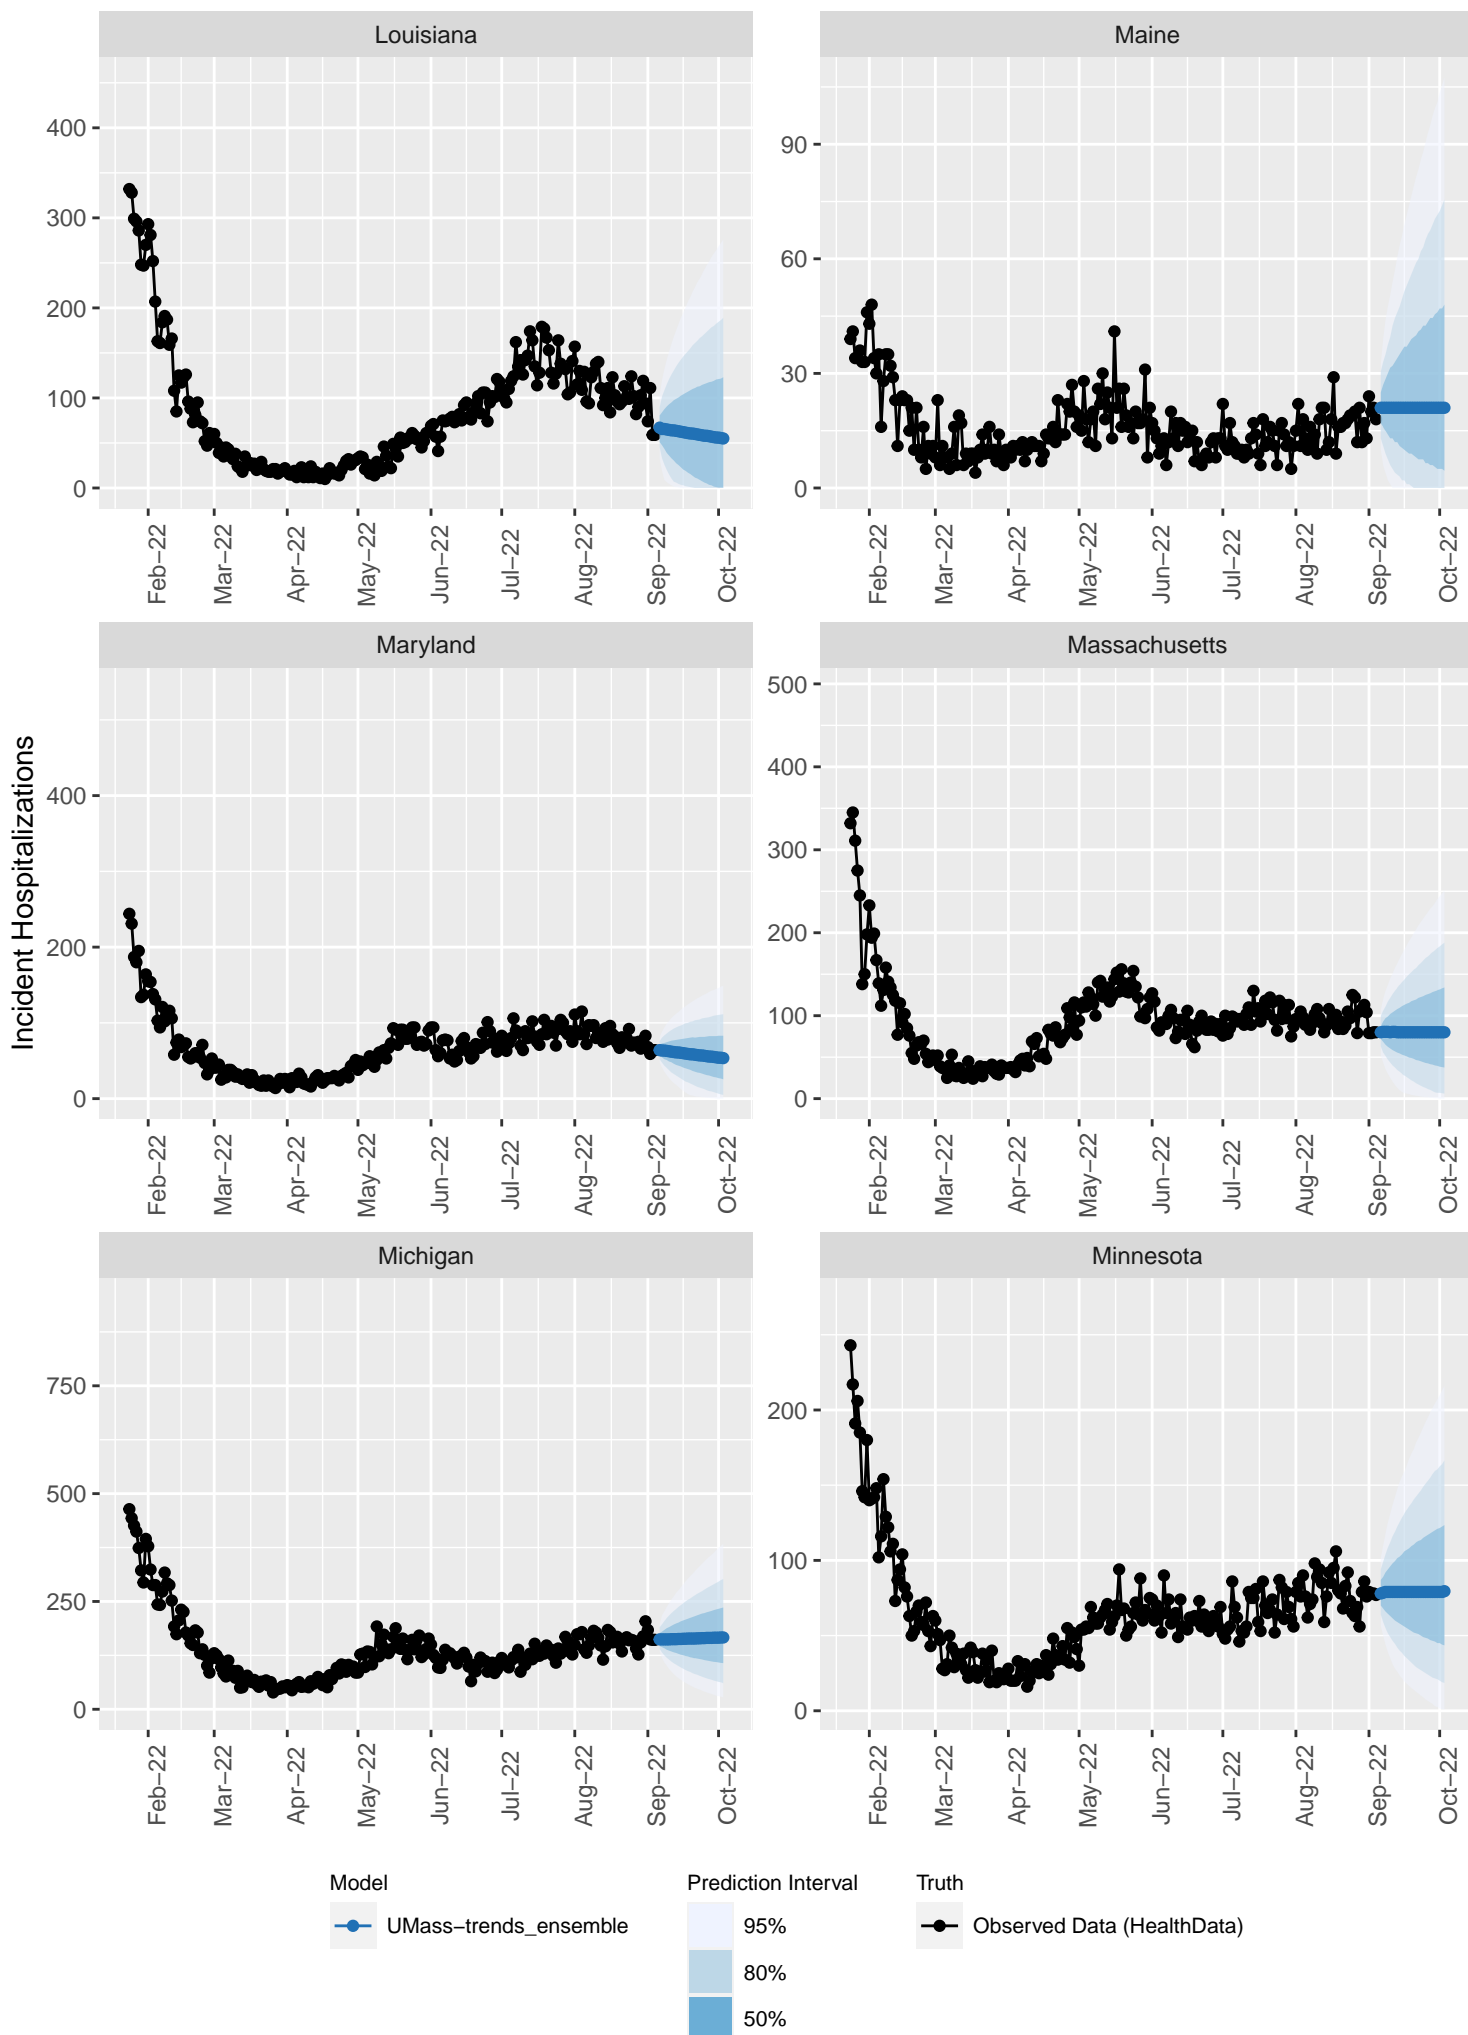 Louisiana
Maine
400
300
200
100
0
90
60
30
0
Feb−22
Mar−22
Apr−22
May−22
Jun−22
Jul−22
Aug−22
Sep−22
Oct−22
Feb−22
Mar−22
Apr−22
May−22
Jun−22
Jul−22
Aug−22
Sep−22
Oct−22
Incident Hospitalizations
Maryland
Massachusetts
400
200
0
500
400
300
200
100
0
Feb−22
Mar−22
Apr−22
May−22
Jun−22
Jul−22
Aug−22
Sep−22
Oct−22
Feb−22
Mar−22
Apr−22
May−22
Jun−22
Jul−22
Aug−22
Sep−22
Oct−22
Michigan
Minnesota
750
500
250
0
200
100
0
Feb−22
Mar−22
Apr−22
May−22
Jun−22
Jul−22
Aug−22
Sep−22
Oct−22
Feb−22
Mar−22
Apr−22
May−22
Jun−22
Jul−22
Aug−22
Sep−22
Oct−22
Model
UMass−trends_ensemble
Prediction Interval
95%
80%
50%
Truth
Observed Data (HealthData)